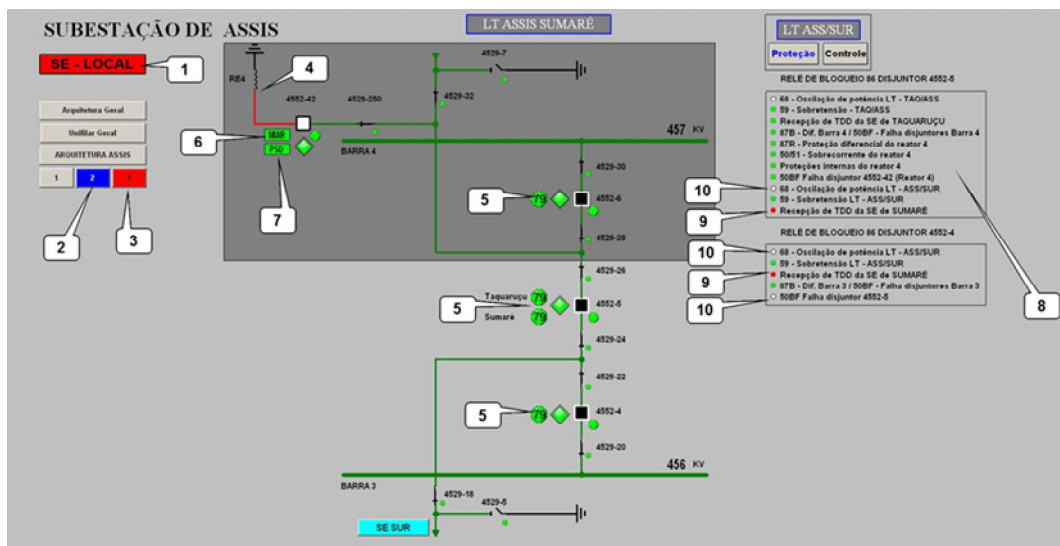 SUBESTAÇÃO DE ASSIS
LT ASSIS SUMARÉ
SE - LOCAL
1
Arquitetura Geral
Unifilar Geral
ARQUITETURA ASSIS
1
2
2
3
RE4
4
4552-42
4529-250
MIAR
PSD
6
7
4529-7
4529-32
457 KV
BARRA 4
4529-30
5
79
4552-6
4529-28
4529-26
5
Taquaruçu
79
Sumaré
79
4552-5
4529-24
4529-22
5
79
4552-4
4529-20
456 KV
BARRA 3
4529-18
4529-5
SE SUR
LT ASS/SUR
Proteção
Controle
RELÉ DE BLOQUEIO 86 DISJUNTOR 4552-5
68 - Oscilação de potência LT - TAQ/ASS
59 - Sobretensão - TAQ/ASS
Recepção de TDD da SE de TAQUARUÇU
87B - Dif. Barra 4 / 50BF - Falha disjuntores Barra 4
87R - Proteção diferencial do reator 4
50/51 - Sobrecorrente do reator 4
Proteções internas do reator 4
50BF Falha disjuntor 4552-42 (Reator 4)
10
68 - Oscilação de potência LT - ASS/SUR
59 - Sobretensão LT - ASS/SUR
9
Recepção de TDD da SE de SUMARÉ
RELÉ DE BLOQUEIO 86 DISJUNTOR 4552-4
10
68 - Oscilação de potência LT - ASS/SUR
59 - Sobretensão LT - ASS/SUR
9
Recepção de TDD da SE de SUMARÉ
87B - Dif. Barra 3 / 50BF - Falha disjuntores Barra 3
10
50BF Falha disjuntor 4552-5
8